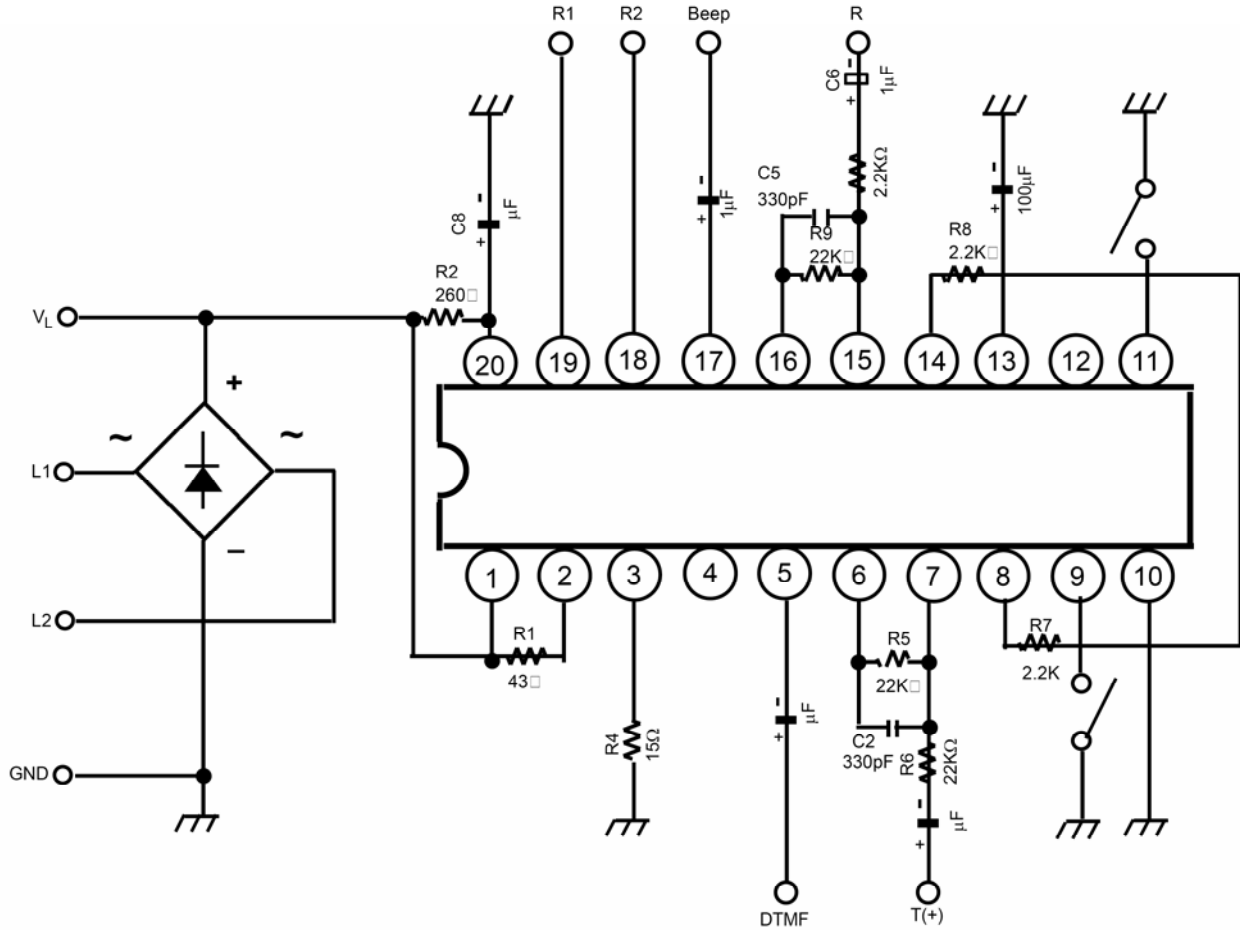 R1
R2
Beep
R
C6
1µF
-
+
C8
µF
-
+
1µF
-
+
2.2KΩ
C5
330pF
R9
22K□
100µF
-
+
R8
2.2K□
R2
260□
VL
20
19
18
17
16
15
14
13
12
11
+
~
~
L1
−
L2
GND
1
2
3
4
5
6
7
8
9
10
R1
43□
R4
15Ω
-
+
µF
R5
22K□
C2
330pF
R6
22KΩ
-
+
µF
R7
2.2K
DTMF
T(+)